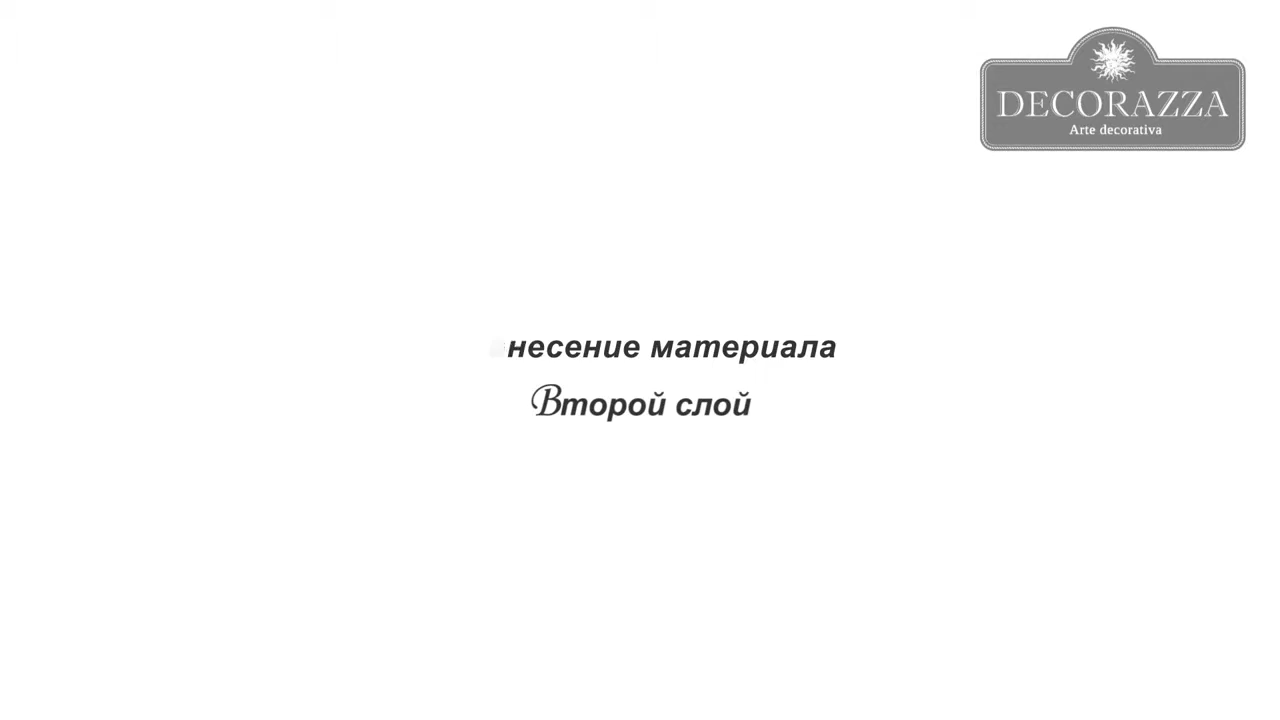 DECORAZZA
Arte decorativa
несение материала
Второй слой